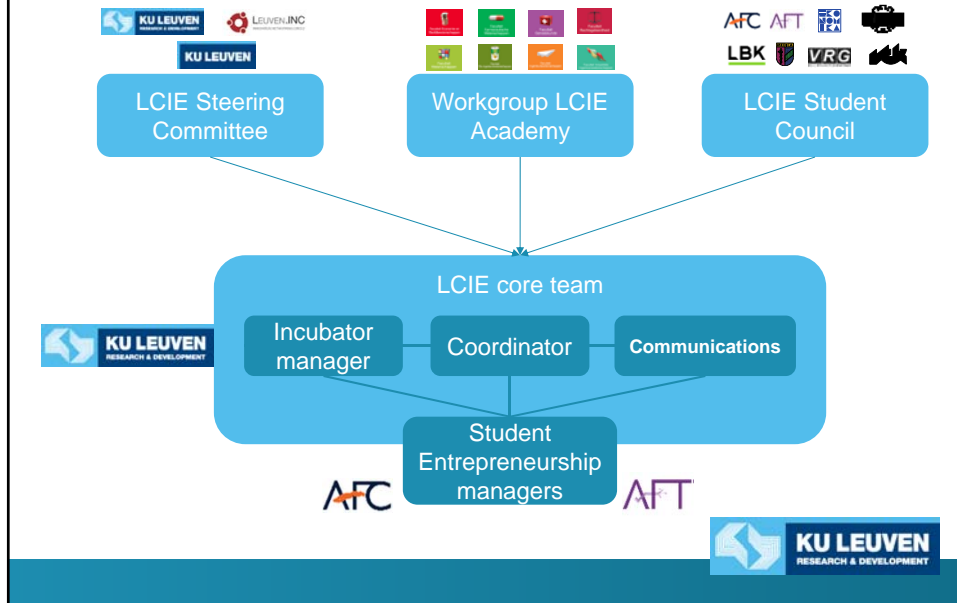 KU LEUVEN
RESEARCH & DEVELOPMENT
LEUVEN.INC
KU LEUVEN
AFC AFT
LBK VRG
LCIE Steering
Committee
Workgroup LCIE
Academy
LCIE Student
Council
LCIE core team
KU LEUVEN
RESEARCH & DEVELOPMENT
Incubator
manager
Coordinator
Communications
Student
Entrepreneurship
managers
AFC
AFT
KU LEUVEN
RESEARCH & DEVELOPMENT